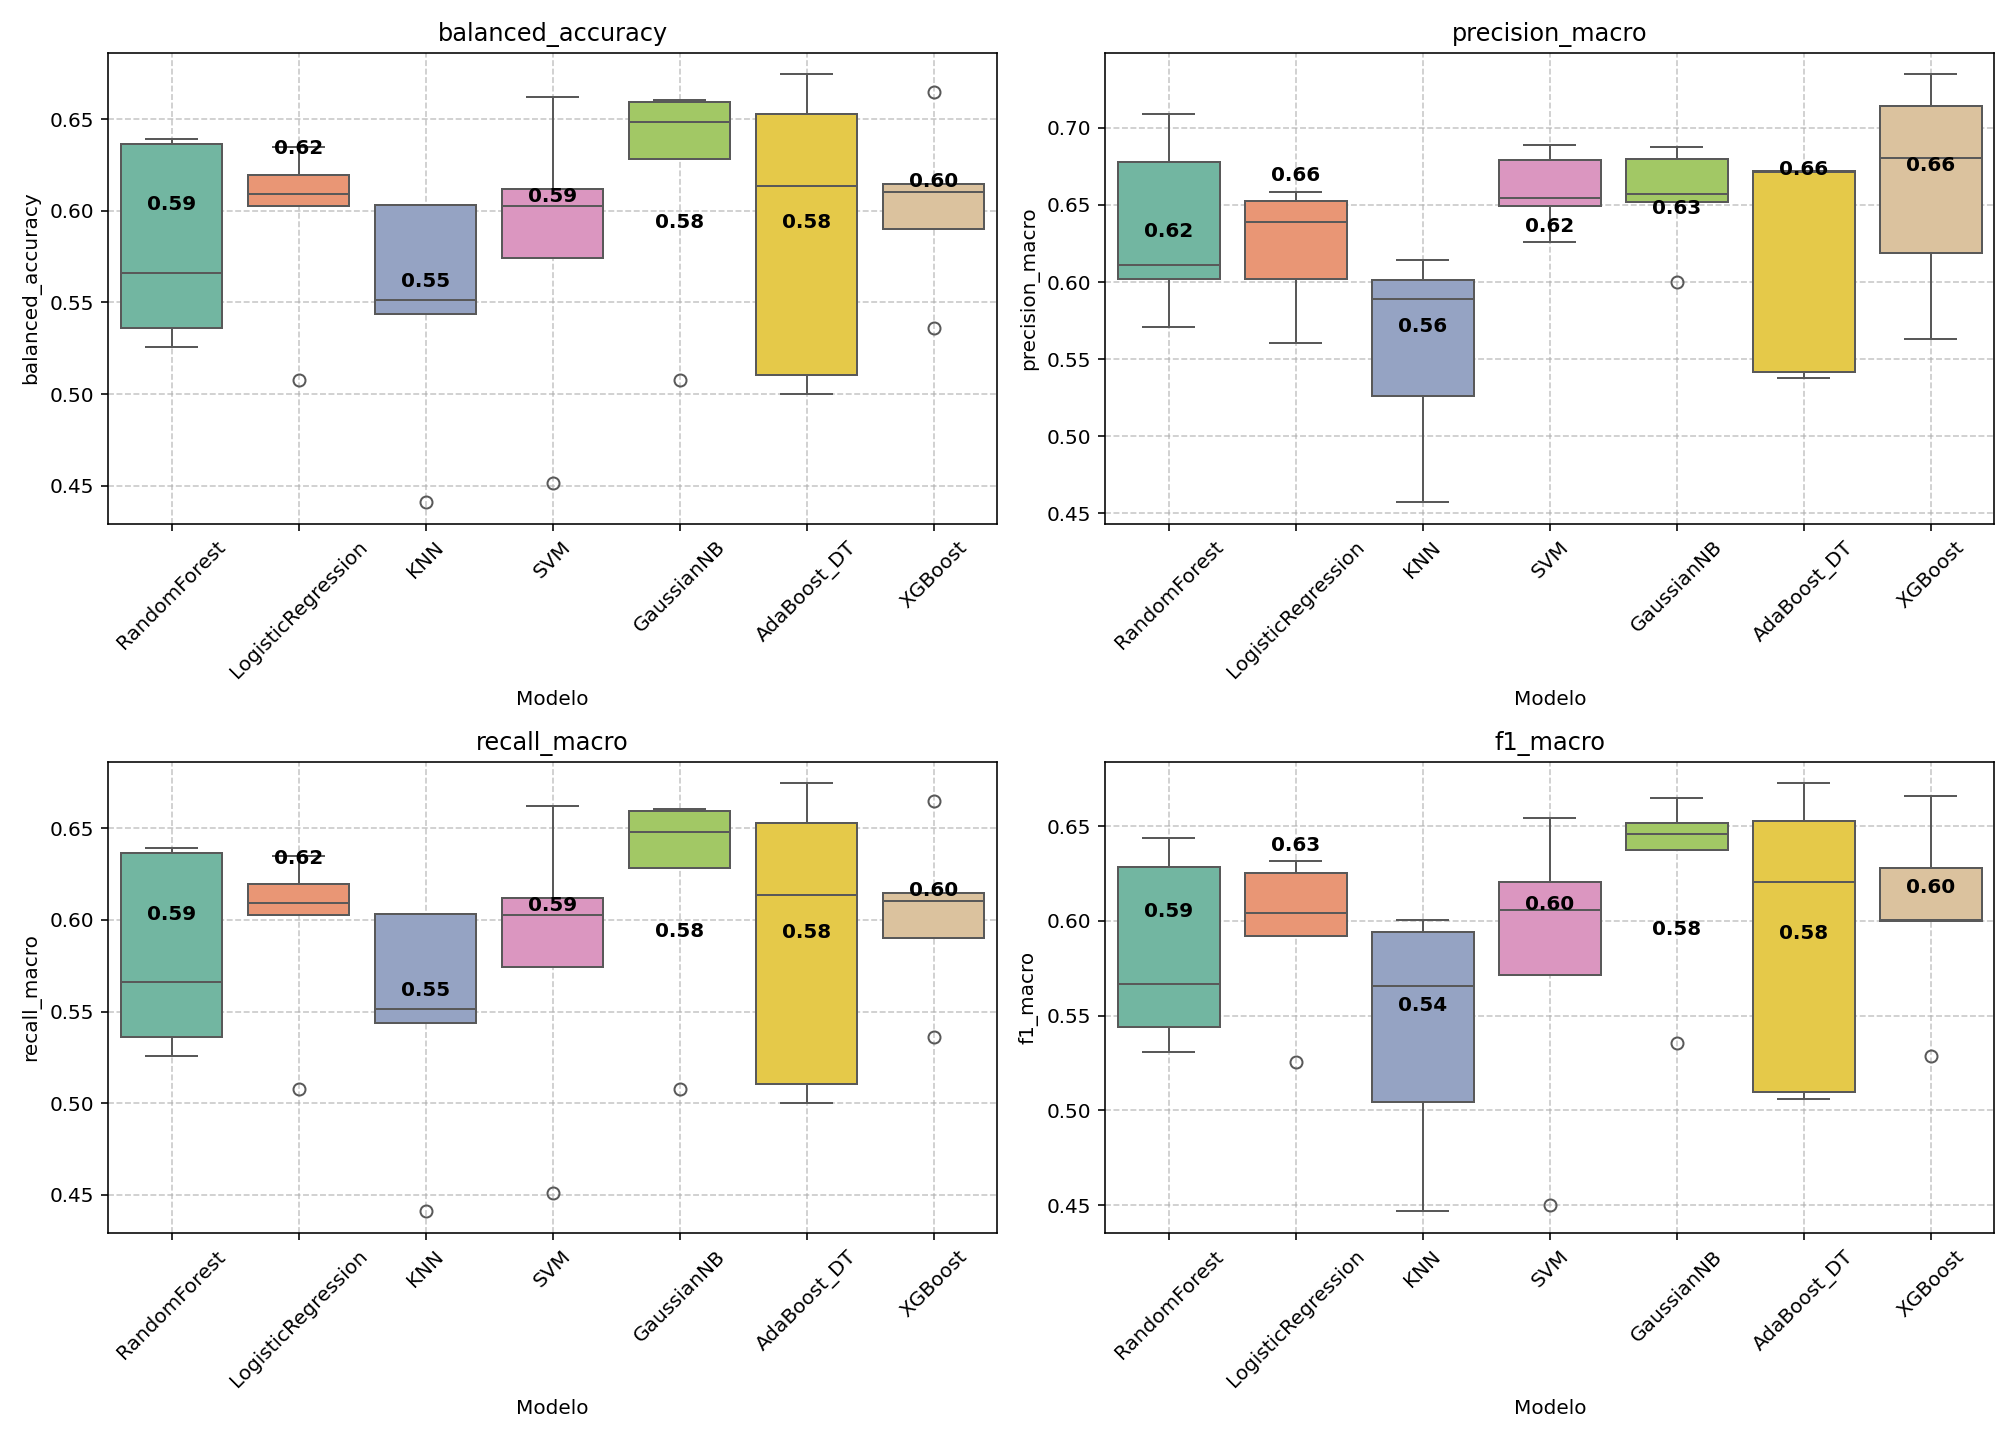 balanced_accuracy
balanced_accuracy
0.65
0.60
0.55
0.50
0.45
0.59
0.62
0.55
0.59
0.58
0.58
0.60
RandomForest
LogisticRegression
KNN
SVM
GaussianNB
AdaBoost_DT
XGBoost
Modelo
precision_macro
precision_macro
0.70
0.65
0.60
0.55
0.50
0.45
0.62
0.66
0.56
0.62
0.63
0.66
0.66
RandomForest
LogisticRegression
KNN
SVM
GaussianNB
AdaBoost_DT
XGBoost
Modelo
recall_macro
recall_macro
0.65
0.60
0.55
0.50
0.45
0.59
0.62
0.55
0.59
0.58
0.58
0.60
RandomForest
LogisticRegression
KNN
SVM
GaussianNB
AdaBoost_DT
XGBoost
Modelo
f1_macro
f1_macro
0.65
0.60
0.55
0.50
0.45
0.59
0.63
0.54
0.60
0.58
0.58
0.60
RandomForest
LogisticRegression
KNN
SVM
GaussianNB
AdaBoost_DT
XGBoost
Modelo